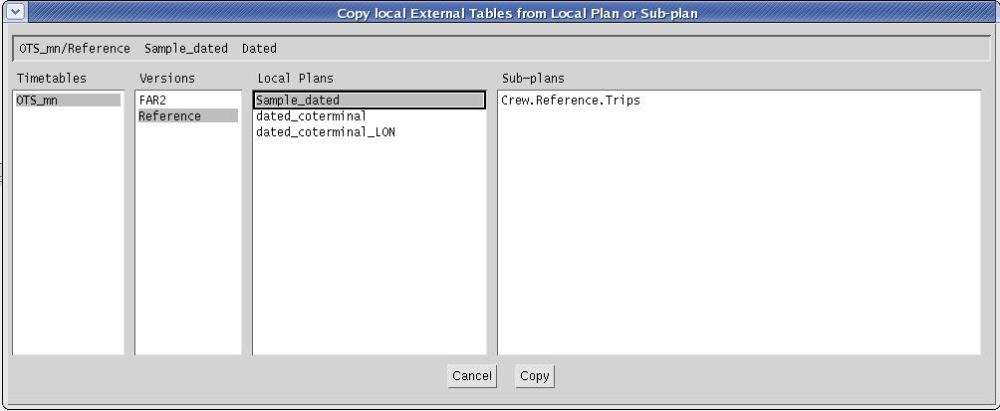 Copy local External Tables from Local Plan or Sub-plan
OTS_mn/Reference Sample_dated Dated
Timetables Versions Local Plans Sub-plans
OTS_mn FAR2 Sample_dated Crew.Reference.Trips
Reference dated_coterminal
dated_coterminal_LON
Cancel Copy